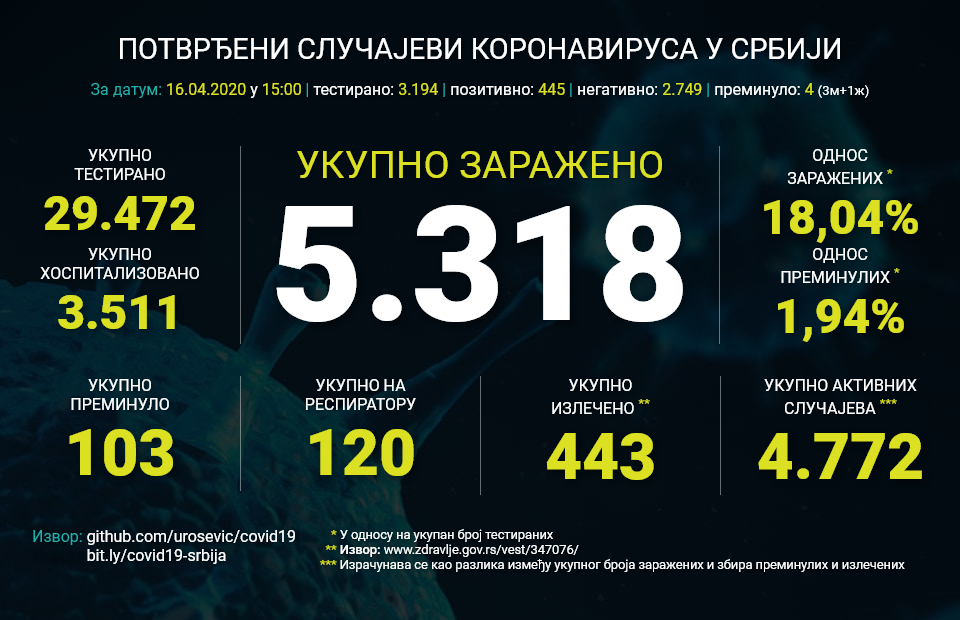 ПОТВРЂЕНИ СЛУЧАЈЕВИ КОРОНАВИРУСА У СРБИЈИ
За датум: 16.04.2020 у 15:00 | тестирано: 3.194 | позитивно: 445 | негативно: 2.749 | преминуло: 4 (3м+1ж)
УКУПНО
ТЕСТИРАНО
29.472
УКУПНО
ХОСПИТАЛИЗОВАНО
3.511
УКУПНО ЗАРАЖЕНО
5.318
ОДНОС
ЗАРАЖЕНИХ *
18,04%
ОДНОС
ПРЕМИНУЛИХ *
1,94%
УКУПНО
ПРЕМИНУЛО
103
УКУПНО НА
РЕСПИРАТОРУ
120
УКУПНО
ИЗЛЕЧЕНО **
443
УКУПНО АКТИВНИХ
СЛУЧАЈЕВА ***
4.772
Извор: github.com/urosevic/covid19
bit.ly/covid19-srbija
* У односу на укупан број тестираних
** Извор: www.zdravlje.gov.rs/vest/347076/
*** Израчунава се као разлика између укупног броја заражених и збира преминулих и излечених